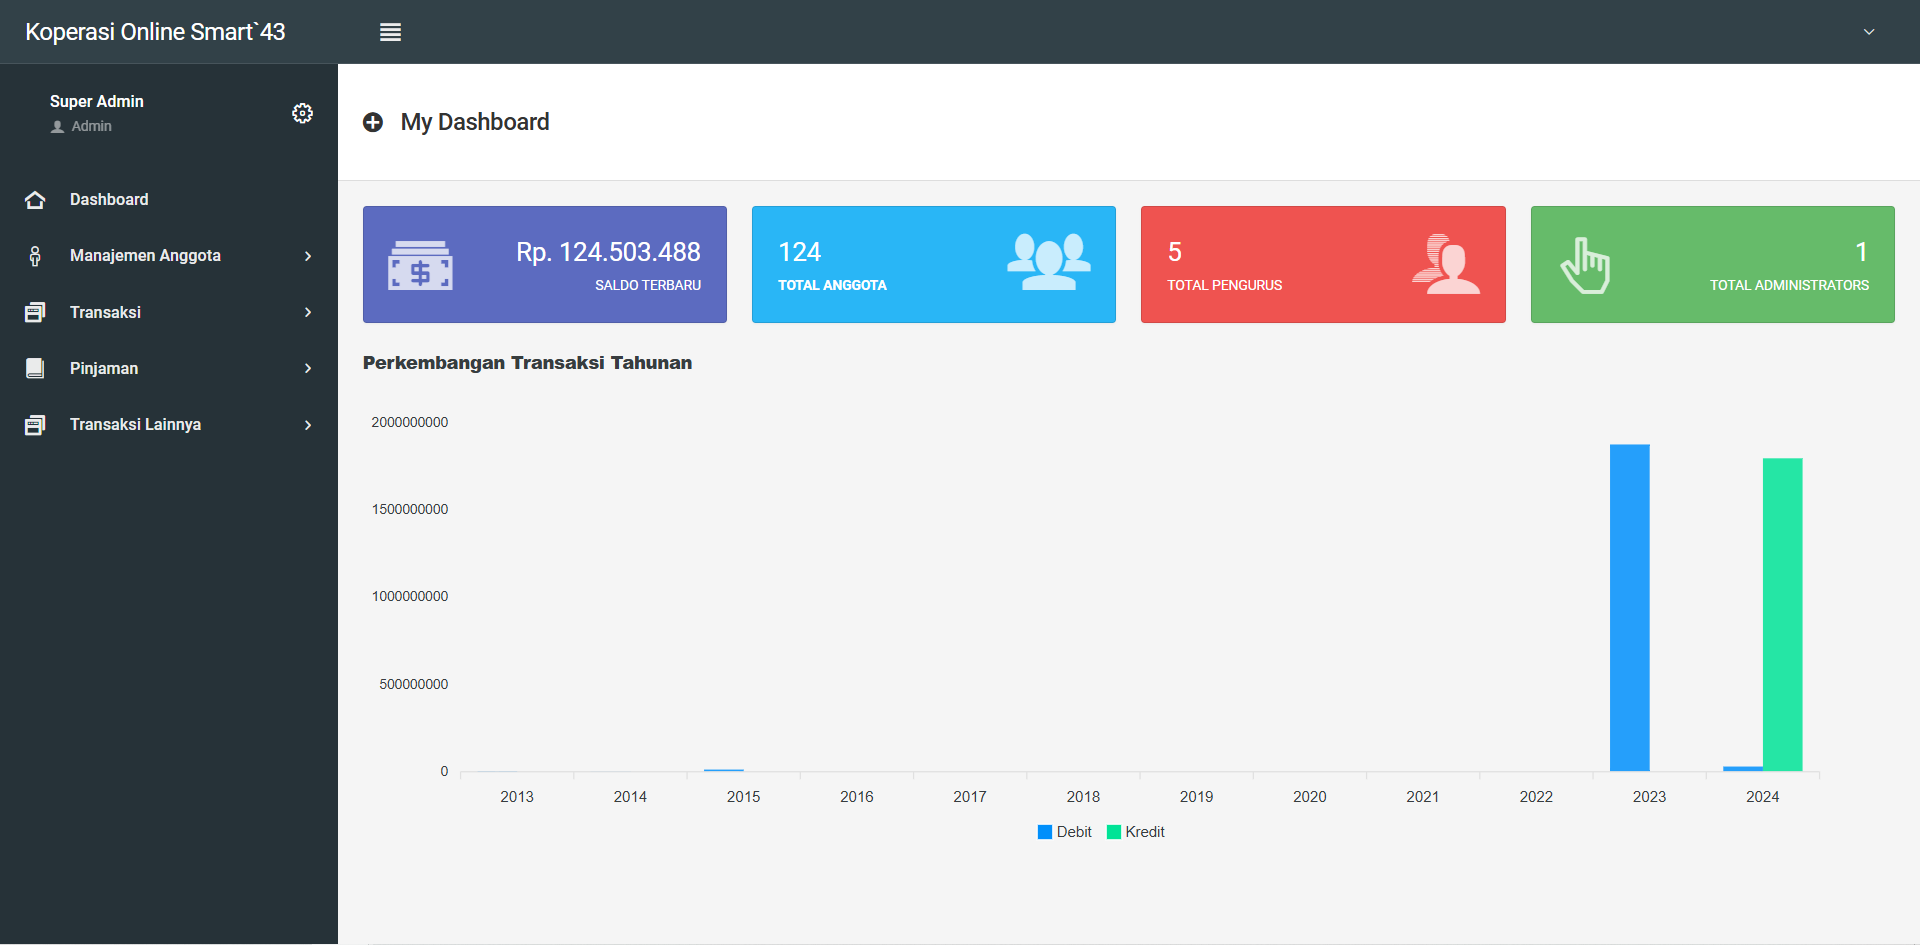 Koperasi Online Smart`43
Super Admin
Admin
Dashboard
Manajemen Anggota
Transaksi
Pinjaman
Transaksi Lainnya
My Dashboard
Rp. 124.503.488
SALDO TERBARU
124
TOTAL ANGGOTA
5
TOTAL PENGURUS
1
TOTAL ADMINISTRATORS
Perkembangan Transaksi Tahunan
2000000000
1500000000
1000000000
500000000
0
2013 2014 2015 2016 2017 2018 2019 2020 2021 2022 2023 2024
Debit Kredit